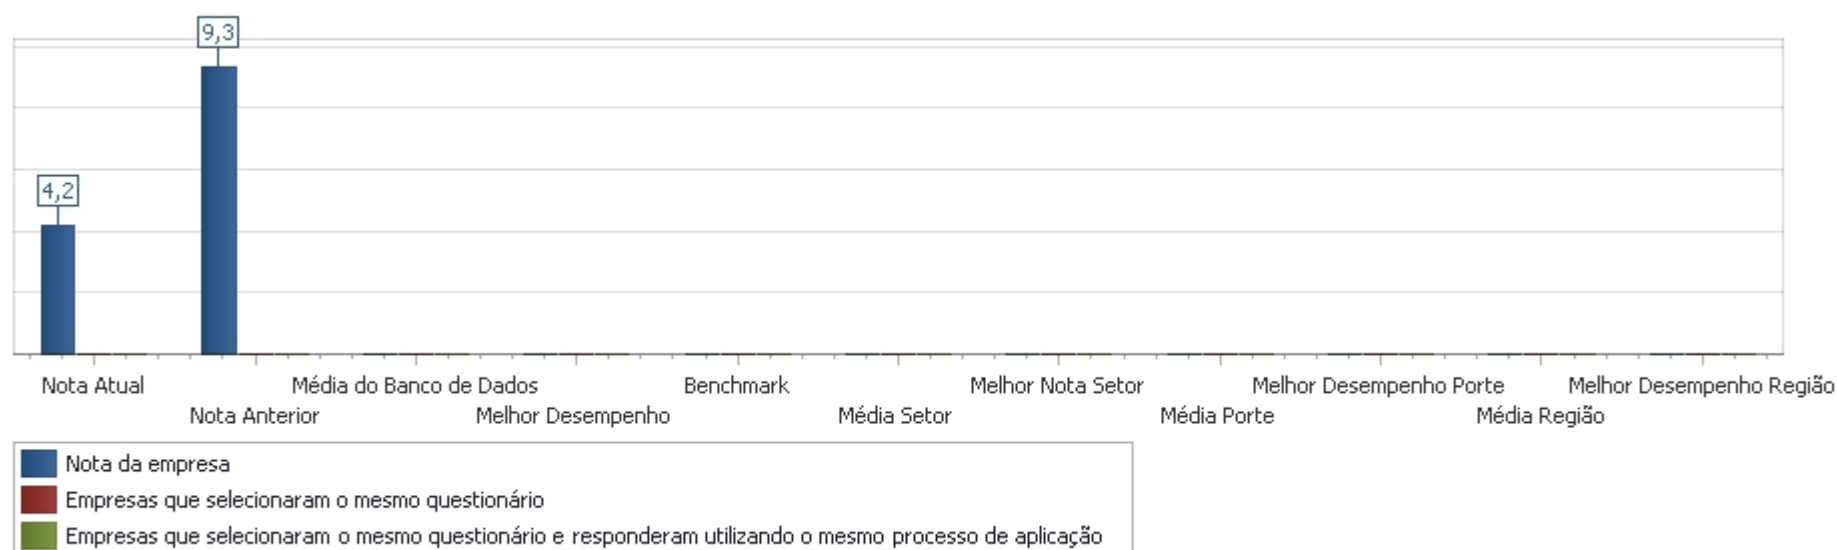 9,3
4,2
Nota Atual Média do Banco de Dados Benchmark Melhor Nota Setor Melhor Desempenho Porte Melhor Desempenho Região
Nota Anterior Melhor Desempenho Média Setor Média Porte Média Região
Nota da empresa
Empresas que selecionaram o mesmo questionário
Empresas que selecionaram o mesmo questionário e responderam utilizando o mesmo processo de aplicação